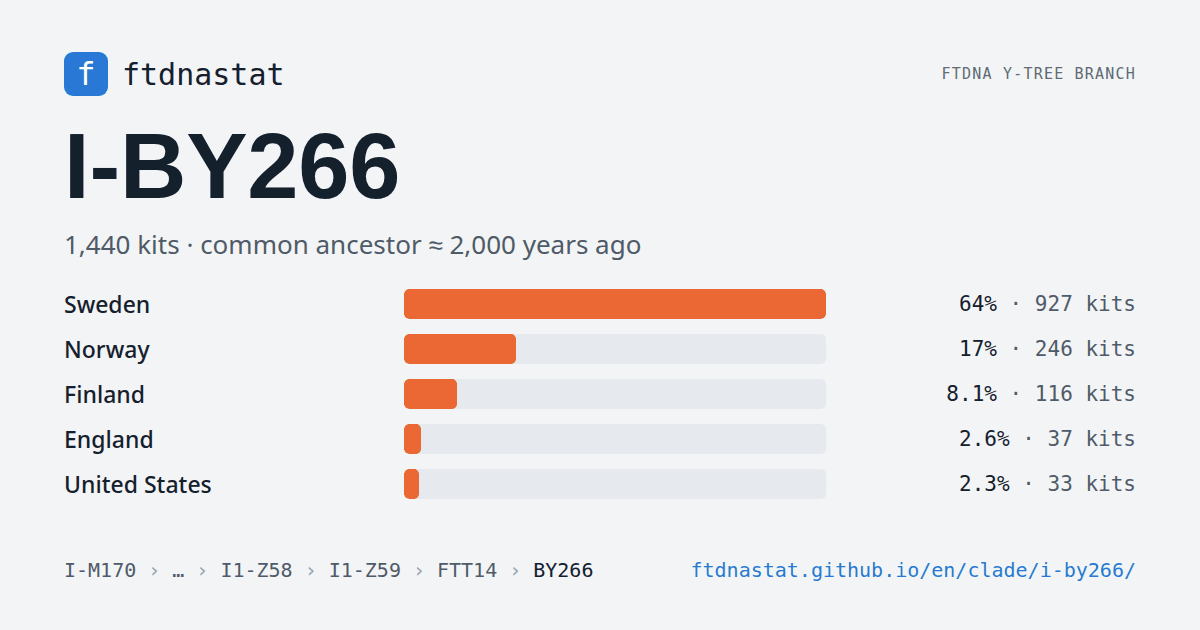 f ftdnastat
FTDNA Y-TREE BRANCH
I-BY266
1,440 kits · common ancestor ≈ 2,000 years ago
Sweden 64% · 927 kits
Norway 17% · 246 kits
Finland 8.1% · 116 kits
England 2.6% · 37 kits
United States 2.3% · 33 kits
I-M170 › … › I1-Z58 › I1-Z59 › FTT14 › BY266
ftdnastat.github.io/en/clade/i-by266/